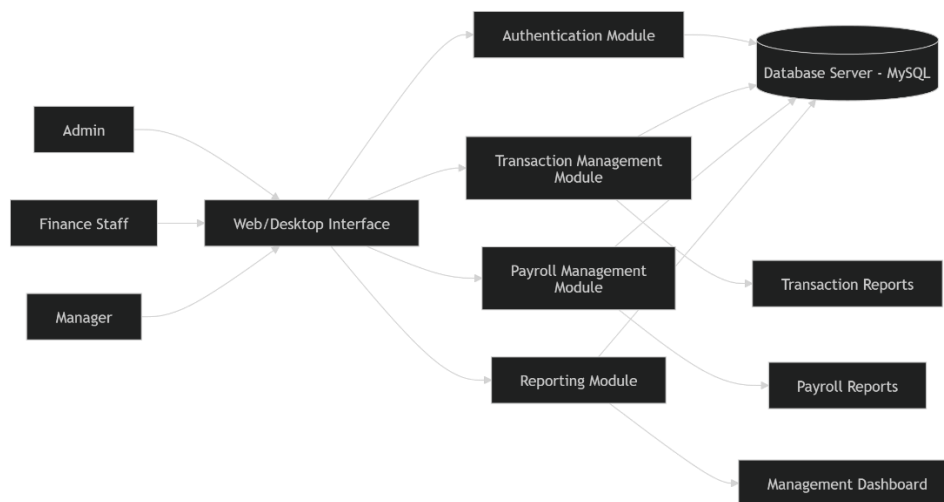 Authentication Module
Database Server - MySQL
Admin
Transaction Management
Module
Finance Staff
Web/Desktop Interface
Payroll Management
Module
Transaction Reports
Manager
Reporting Module
Payroll Reports
Management Dashboard